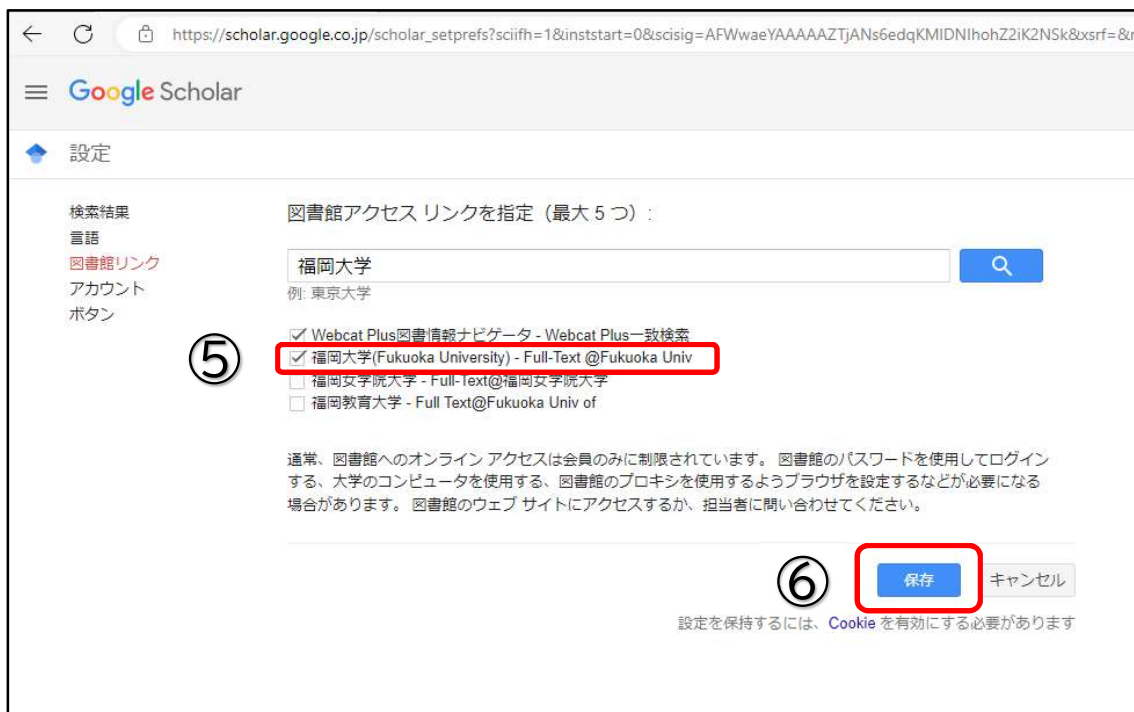 https://scholar.google.co.jp/scholar_setprefs?sciifh=1&inststart=0&scisig=AFWwaeYAAAAAZTjANs6edqKMIDNIhohZ2iK2NSk&xsrf=&
Google Scholar
設定
検索結果
言語
図書館リンク
アカウント
ボタン
図書館アクセス リンクを指定（最大 5 つ）:
福岡大学
例: 東京大学
Webcat Plus図書情報ナビゲータ - Webcat Plus一致検索
⑤
福岡大学(Fukuoka University) - Full-Text @Fukuoka Univ
福岡女学院大学 - Full-Text@福岡女学院大学
福岡教育大学 - Full Text@Fukuoka Univ of
通常、図書館へのオンライン アクセスは会員のみに制限されています。 図書館のパスワードを使用してログイン
する、大学のコンピュータを使用する、図書館のプロキシを使用するようブラウザを設定するなどが必要になる
場合があります。 図書館のウェブ サイトにアクセスするか、担当者に問い合わせてください。
⑥
保存 キャンセル
設定を保持するには、Cookie を有効にする必要があります